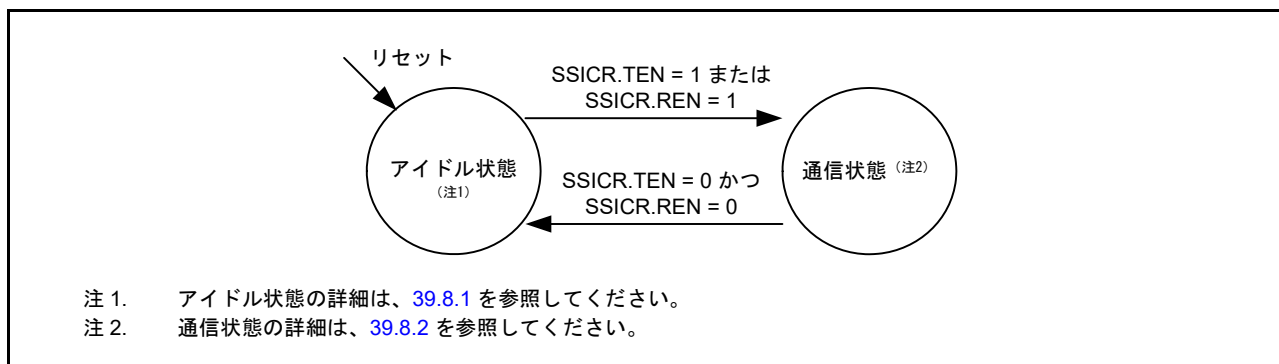 リセット
SSICR.TEN = 1 または
SSICR.REN = 1
アイドル状態
(注1)
通信状態 (注2)
SSICR.TEN = 0 かつ
SSICR.REN = 0
注 1. アイドル状態の詳細は、39.8.1 を参照してください。
注 2. 通信状態の詳細は、39.8.2 を参照してください。